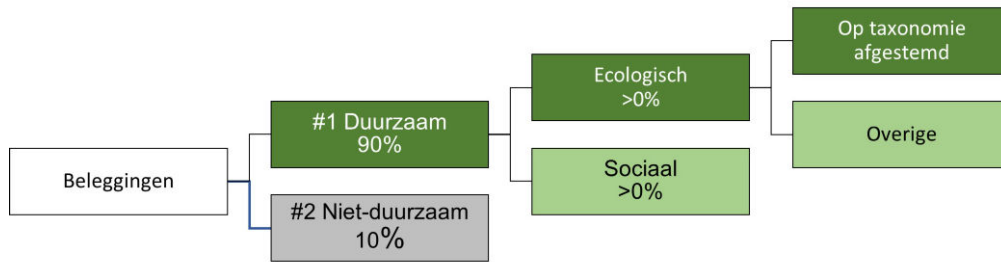 Beleggingen
#1 Duurzaam
90%
#2 Niet-duurzaam
10%
Ecologisch
>0%
Sociaal
>0%
Op taxonomie
afgestemd
Overige